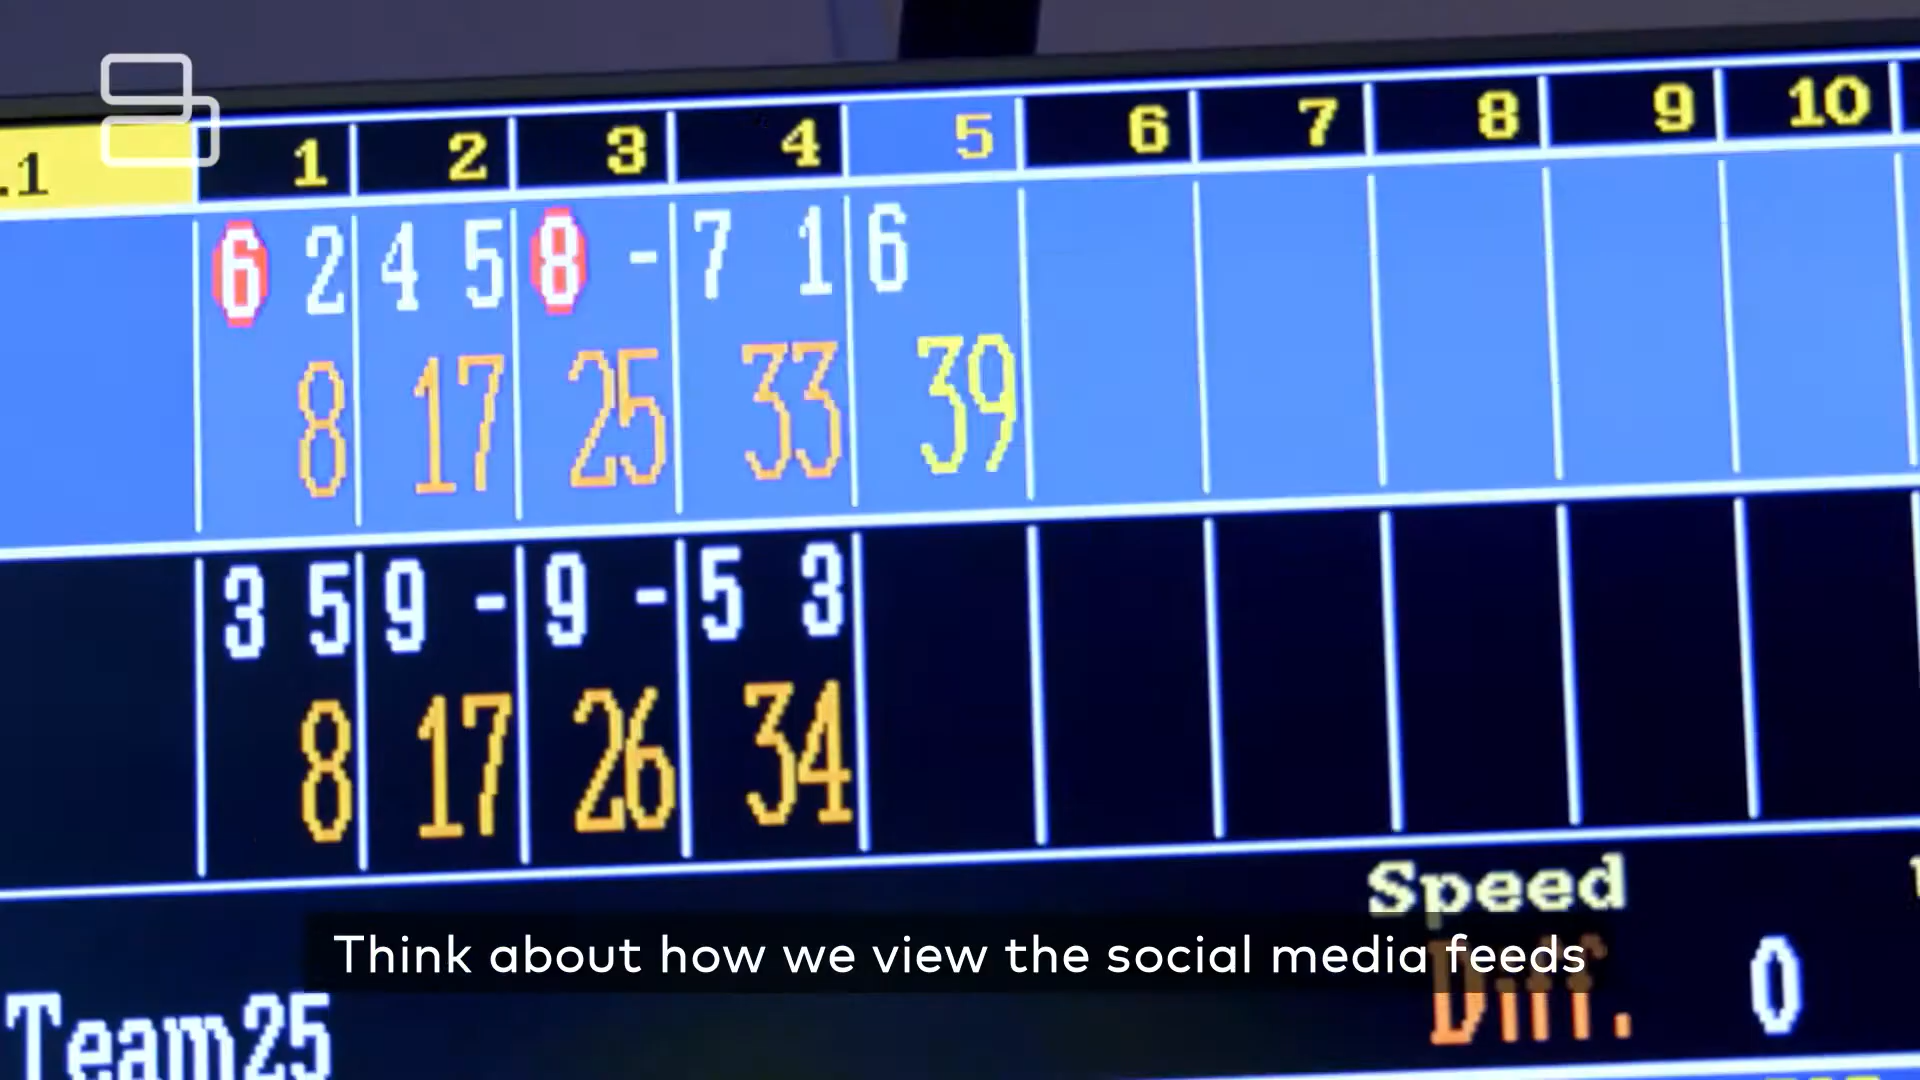 .1 1 2 3 4 5 6 7 8 9 10
6 2 4 5 8 - 7 1 6
8 17 25 33 39
3 5 9 - 9 - 5 3
8 17 26 34
Speed
Think about how we view the social media feeds
Diff. 0
Team25